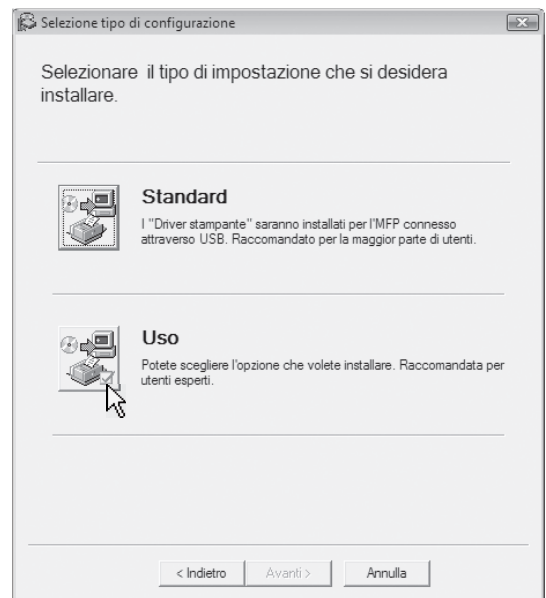 Selezione tipo di configurazione
Selezionare il tipo di impostazione che si desidera
installare.
Standard
I "Driver stampante" saranno installati per l'MFP connesso
attraverso USB. Raccomandato per la maggior parte di utenti.
Uso
Potete scegliere l'opzione che volete installare. Raccomandata per
utenti esperti.
< Indietro Avanti > Annulla